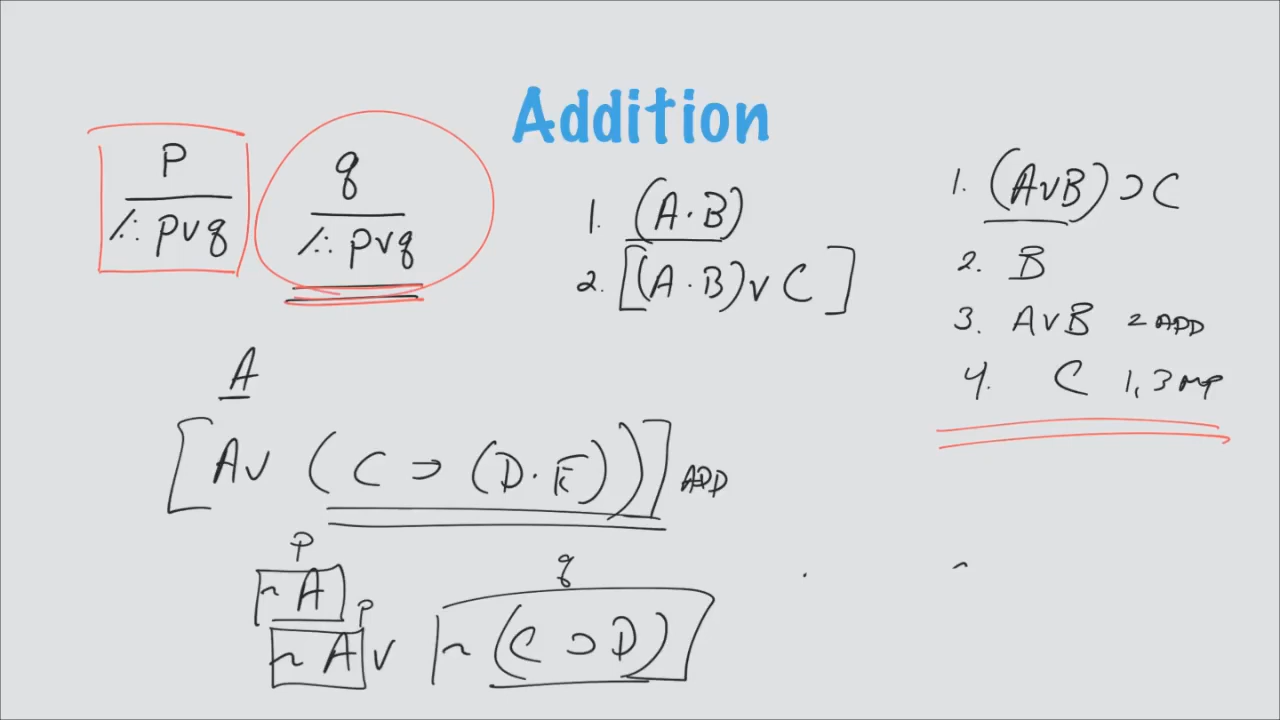 Addition
p
/∴ p v q
q
/∴ p v q
1. (A · B)
2. [(A · B) v C]
1. (A v B) ⊃ C
2. B
3. A v B 2 ADD
4. C 1, 3 MP
A
[A v (C ⊃ (D · E))] ADD
p
~ A
q
p
~ A v ~ (C ⊃ D)
~